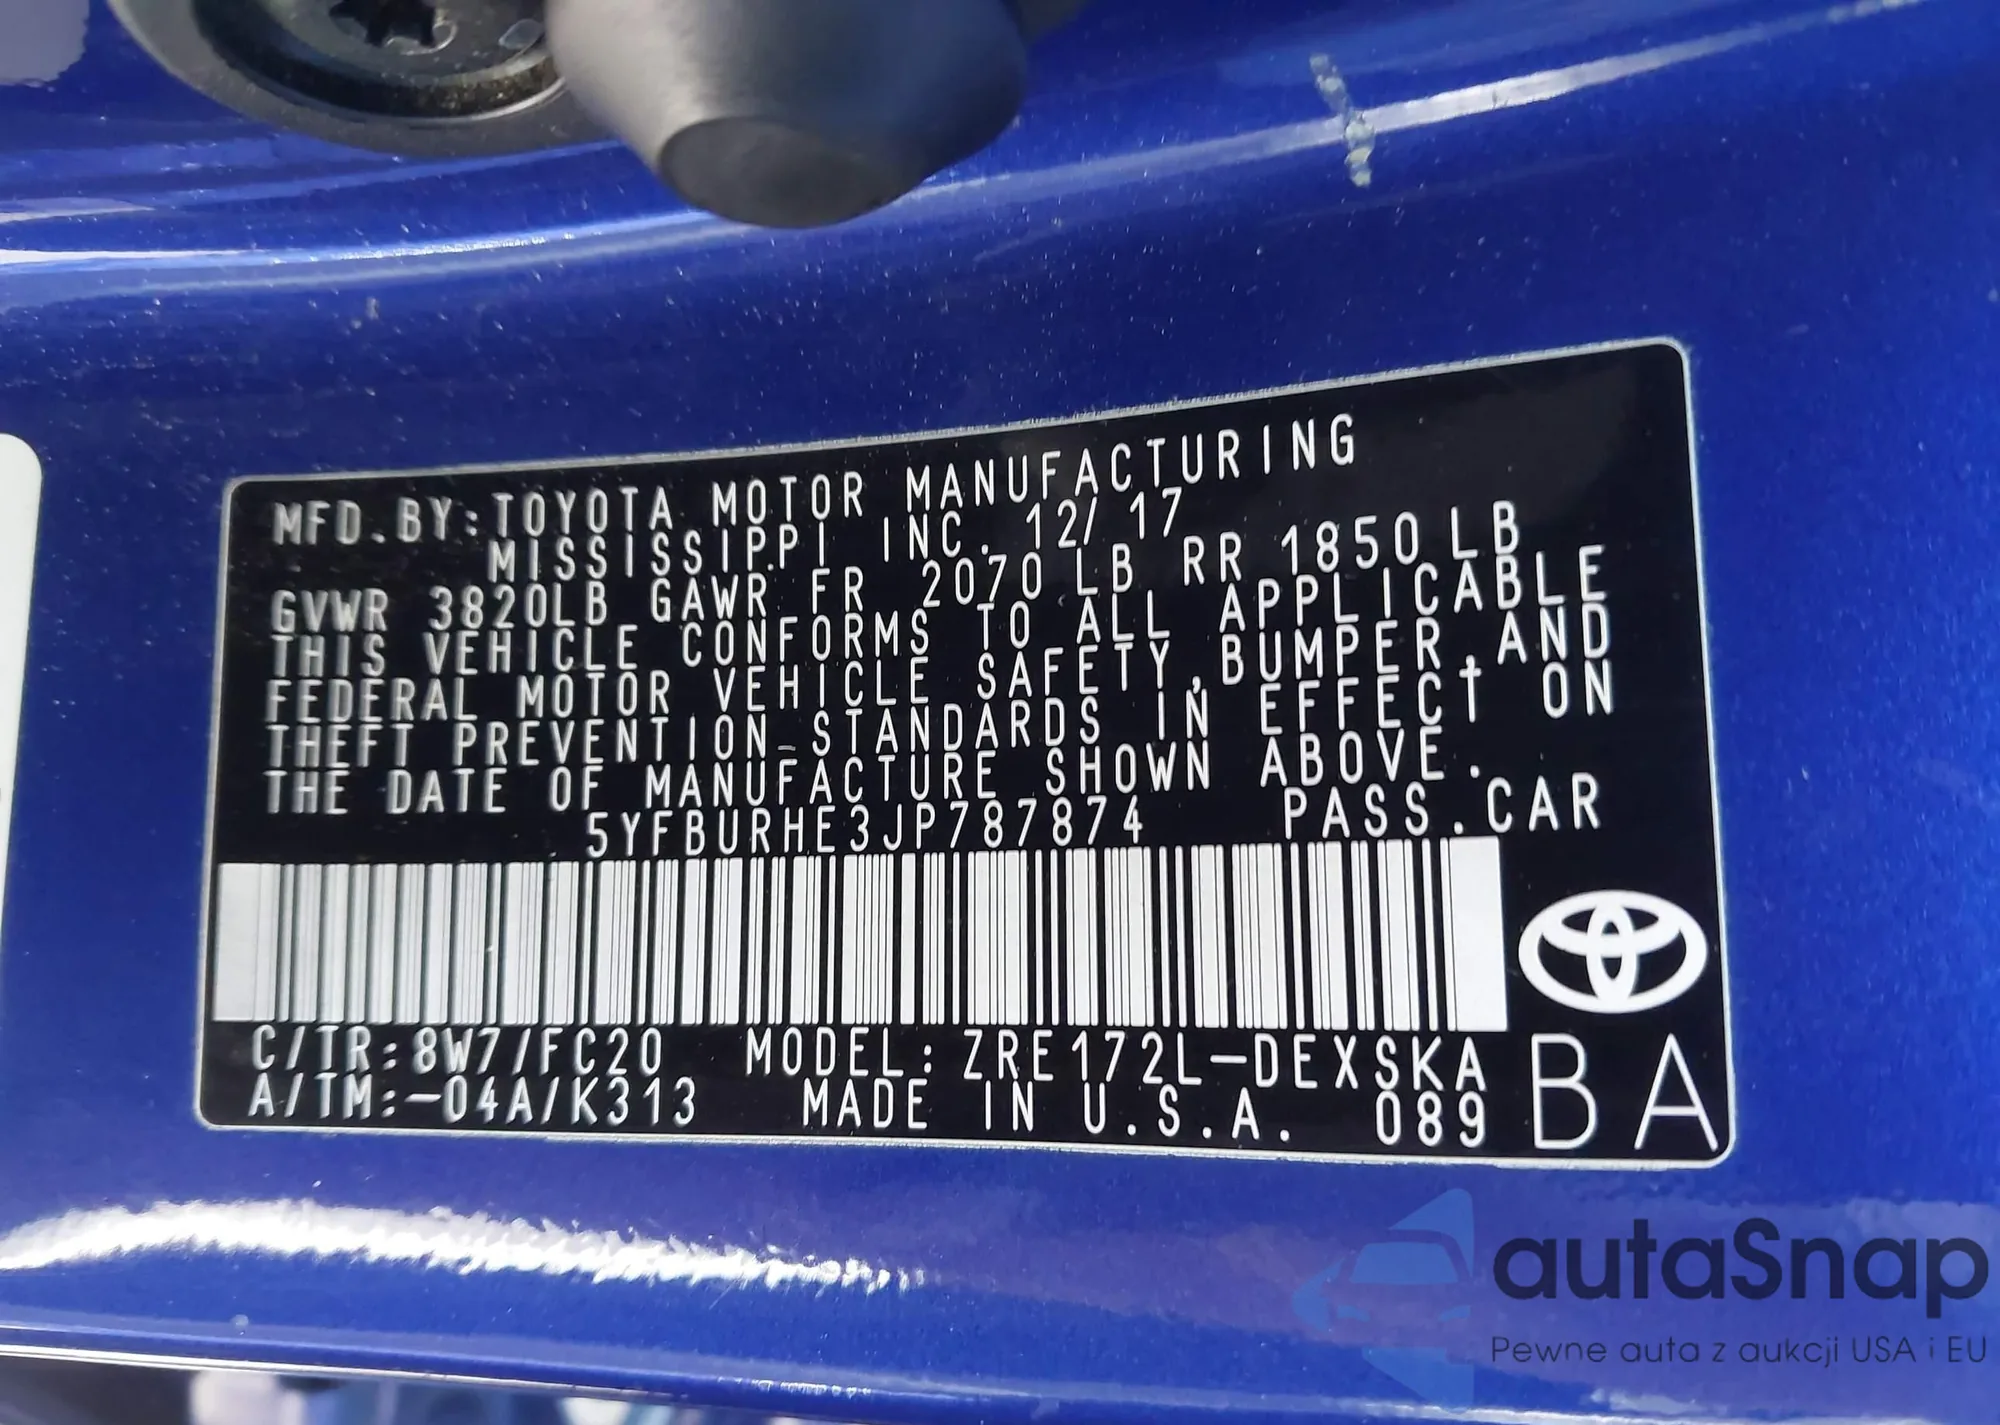 MFD.BY:TOYOTA MOTOR MANUFACTURING
MISSISSIPPI INC. 12/17
GVWR 3820LB GAWR FR 2070LB RR 1850LB
THIS VEHICLE CONFORMS TO ALL APPLICABLE
FEDERAL MOTOR VEHICLE SAFETY,BUMPER,AND
THEFT PREVENTION STANDARDS IN EFFECT ON
THE DATE OF MANUFACTURE SHOWN ABOVE.
5YFBURHE3JP787874 PASS.CAR
C/TR:8W7/FC20 MODEL:ZRE172L-DEXSKA
A/TM:-04A/K313 MADE IN U.S.A. 089
BA
autaSnap
Pewne auta z aukcji USA i EU